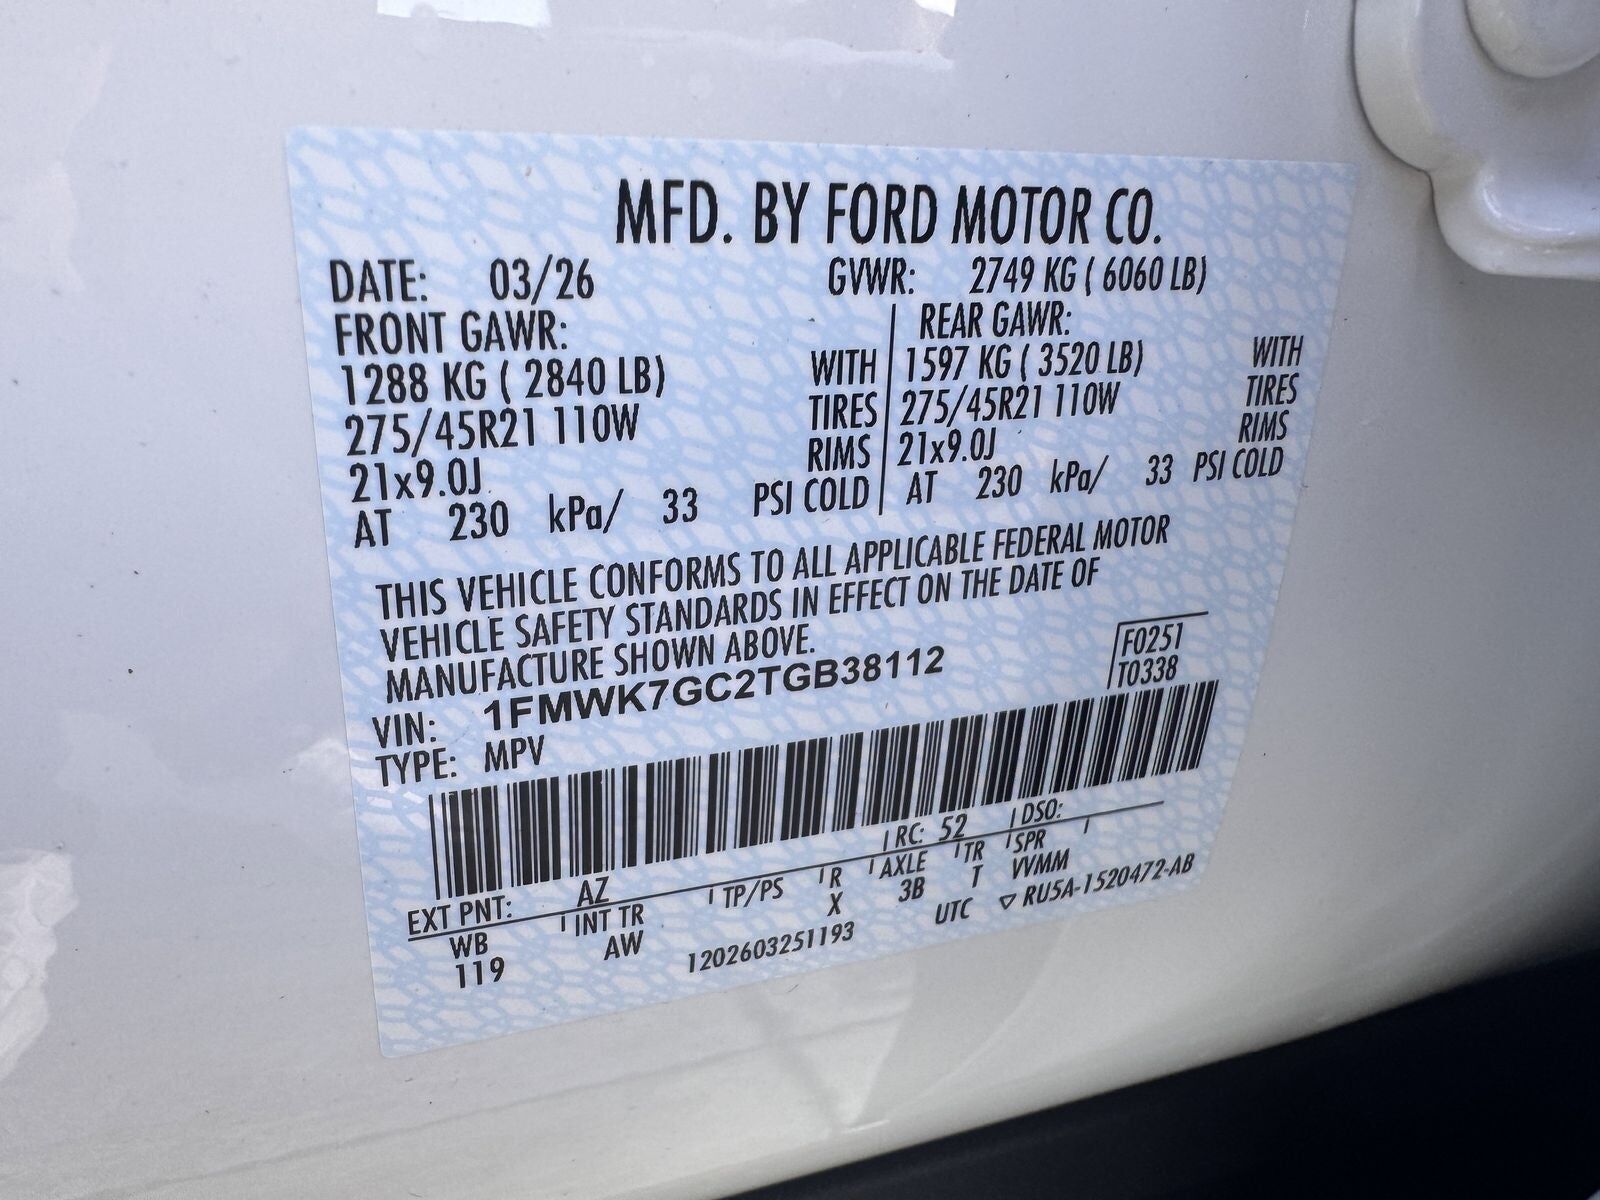 MFD. BY FORD MOTOR CO.
DATE: 03/26 GVWR: 2749 KG ( 6060 LB)
FRONT GAWR: REAR GAWR:
1288 KG ( 2840 LB) WITH 1597 KG ( 3520 LB) WITH
275/45R21 110W TIRES 275/45R21 110W TIRES
21x9.0J RIMS 21x9.0J RIMS
AT 230 kPa/ 33 PSI COLD AT 230 kPa/ 33 PSI COLD
THIS VEHICLE CONFORMS TO ALL APPLICABLE FEDERAL MOTOR
VEHICLE SAFETY STANDARDS IN EFFECT ON THE DATE OF
MANUFACTURE SHOWN ABOVE.
F0251
T0338
VIN: 1FMWK7GC2TGB38112
TYPE: MPV
EXT PNT: AZ RC: 52 DSO:
WB INT TR TP/PS R AXLE TR SPR
119 AW X 3B T VVMM
1202603251193 UTC ▽ RU5A-1520472-AB